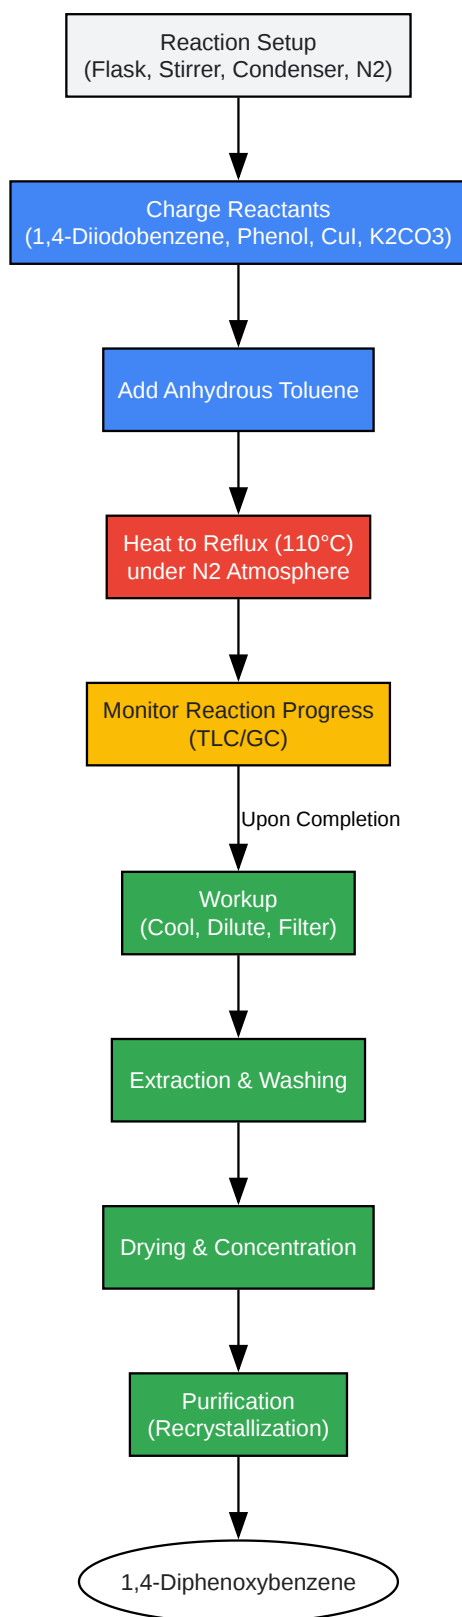 Reaction Setup
(Flask, Stirrer, Condenser, N2)
Charge Reactants
(1,4-Diiodobenzene, Phenol, CuI, K2CO3)
Add Anhydrous Toluene
Heat to Reflux (110°C)
under N2 Atmosphere
Monitor Reaction Progress
(TLC/GC)
Upon Completion
Workup
(Cool, Dilute, Filter)
Extraction & Washing
Drying & Concentration
Purification
(Recrystallization)
1,4-Diphenoxybenzene